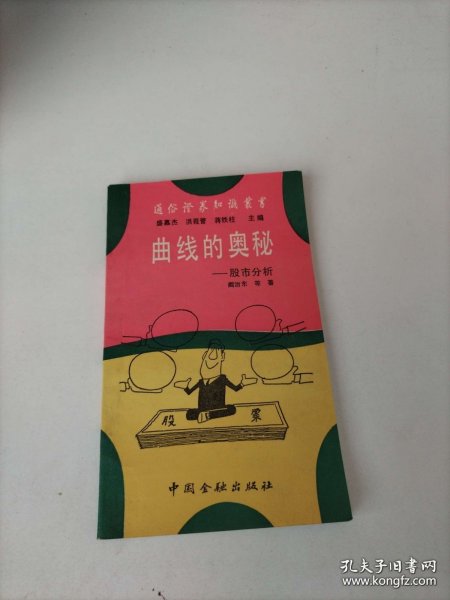 通俗證券知識叢書
盛慕杰 洪葭管 蒋铁柱 主编
曲线的奥秘
——股市分析
阚治东 等 著
股 票
中国金融出版社
孔夫子旧书网
www.kongfz.com